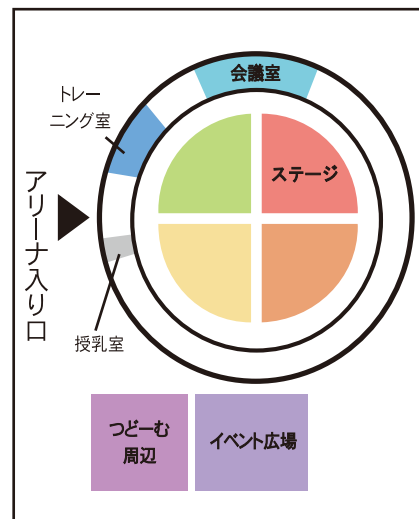 会議室
トレー
ニング室
ステージ
アリーナ入り口
授乳室
つどーむ
周辺
イベント広場